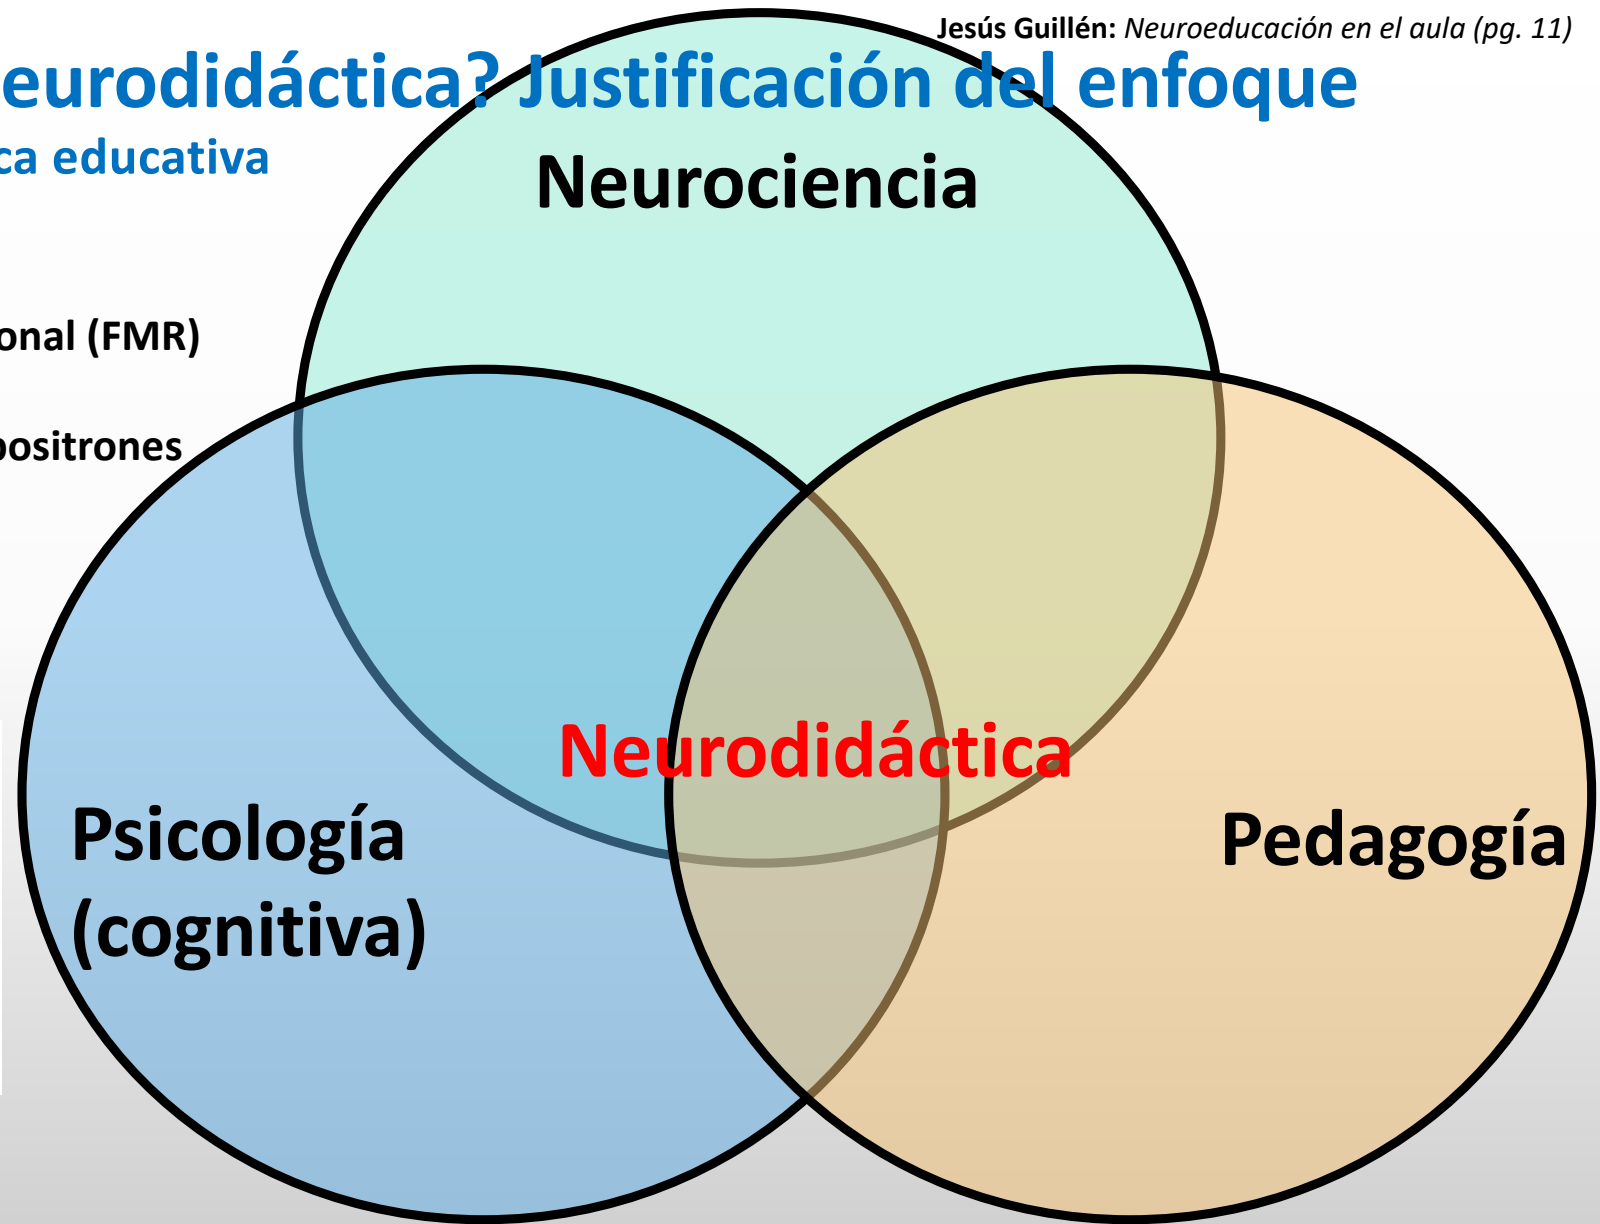 Jesús Guillén: Neuroeducación en el aula (pg. 11)
eurodidáctica? Justificación del enfoque
ca educativa
Neurociencia
onal (FMR)
positrones
Neurodidáctica
Psicología
(cognitiva)
Pedagogía